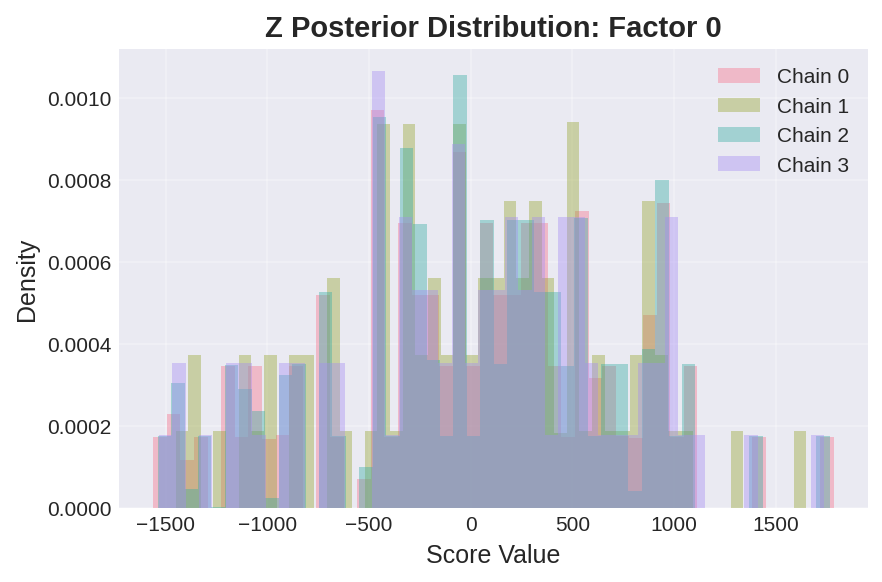 Z Posterior Distribution: Factor 0
Chain 0
Chain 1
Chain 2
Chain 3
0.0010
0.0008
0.0006
0.0004
0.0002
0.0000
Density
−1500
−1000
−500
0
500
1000
1500
Score Value